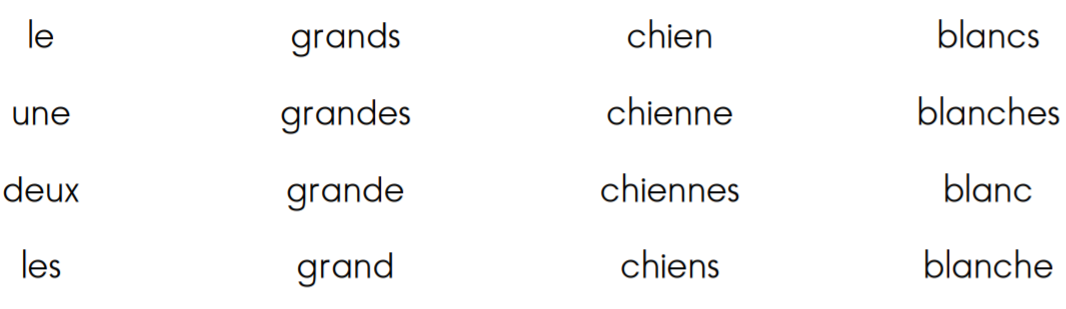 le grands chien blancs
une grandes chienne blanches
deux grande chiennes blanc
les grand chiens blanche